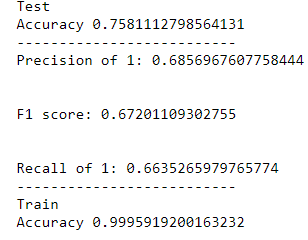 Test
Accuracy 0.7581112798564131
--------------------------
Precision of 1: 0.6856967607758444
F1 score: 0.67201109302755
Recall of 1: 0.6635265979765774
--------------------------
Train
Accuracy 0.9995919200163232